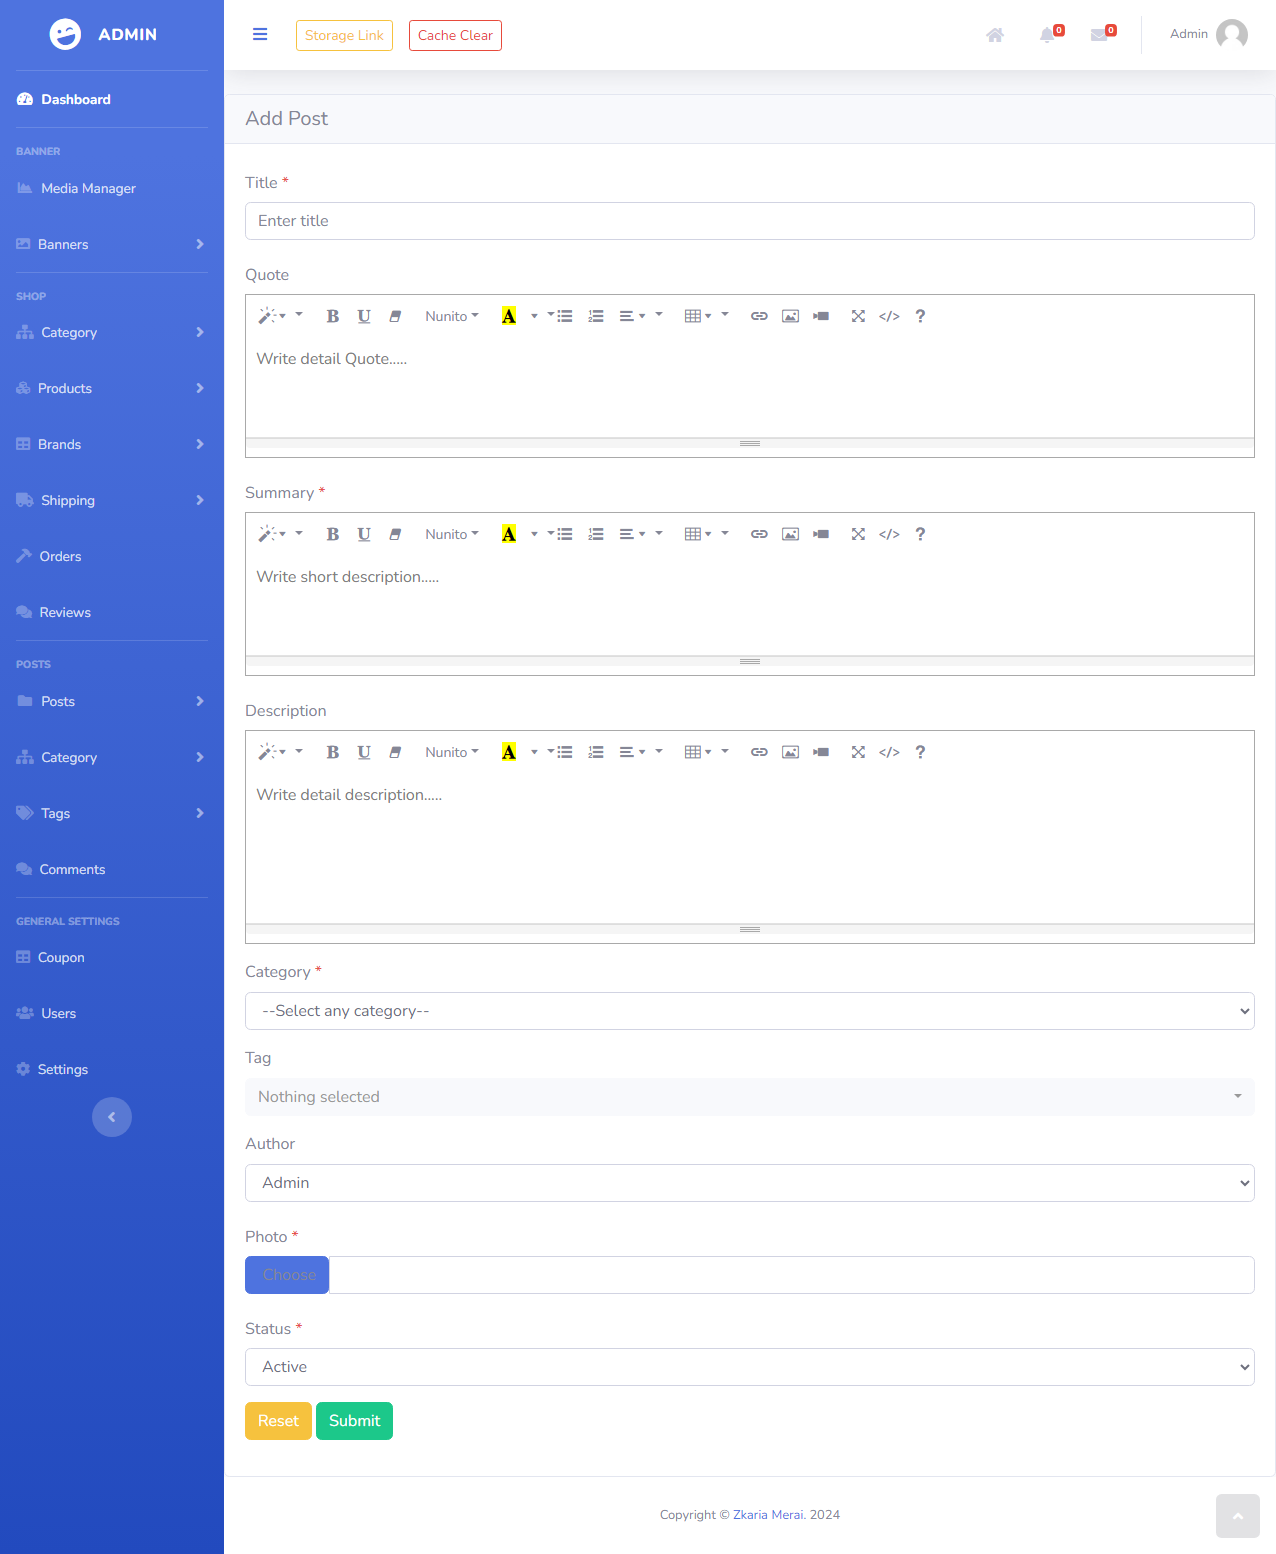 ADMIN
Storage Link
Cache Clear
0
0
Admin
Dashboard
BANNER
Media Manager
Banners
SHOP
Category
Products
Brands
Shipping
Orders
Reviews
POSTS
Posts
Category
Tags
Comments
GENERAL SETTINGS
Coupon
Users
Settings
Add Post
Title *
Enter title
Quote
B U Nunito A </> ?
Write detail Quote.....
Summary *
B U Nunito A </> ?
Write short description.....
Description
B U Nunito A </> ?
Write detail description.....
Category *
--Select any category--
Tag
Nothing selected
Author
Admin
Photo *
Choose
Status *
Active
Reset
Submit
Copyright © Zkaria Merai. 2024